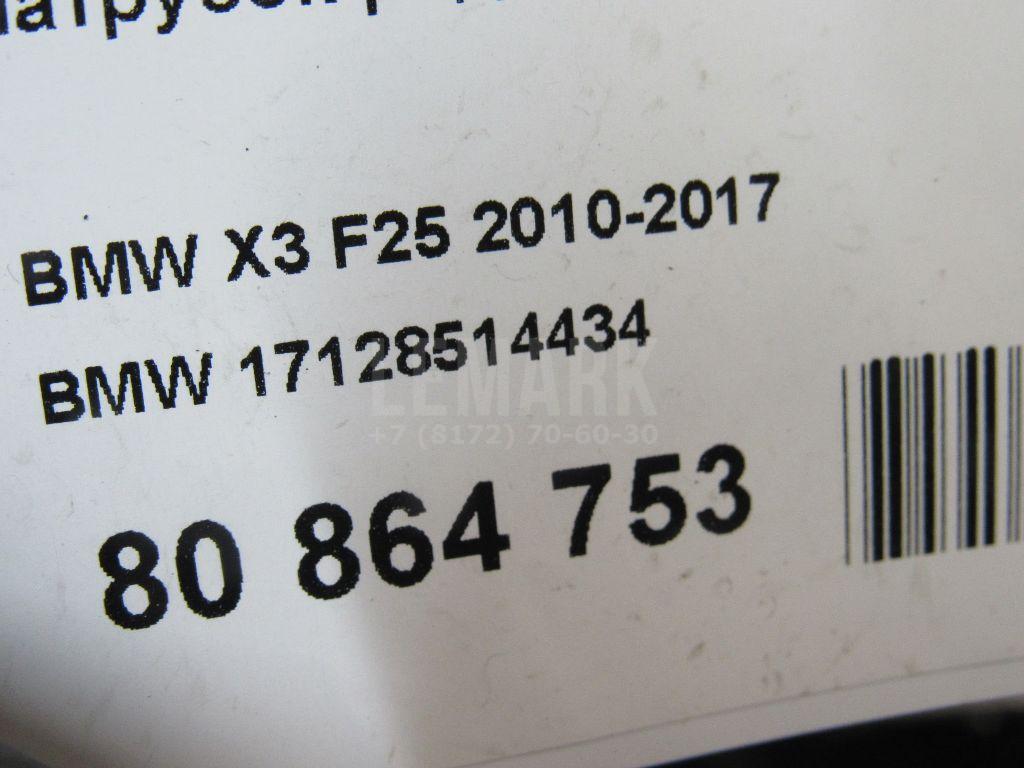 BMW X3 F25 2010-2017
BMW 17128514434
LEMARK
+7 (8172) 70-60-30
80 864 753